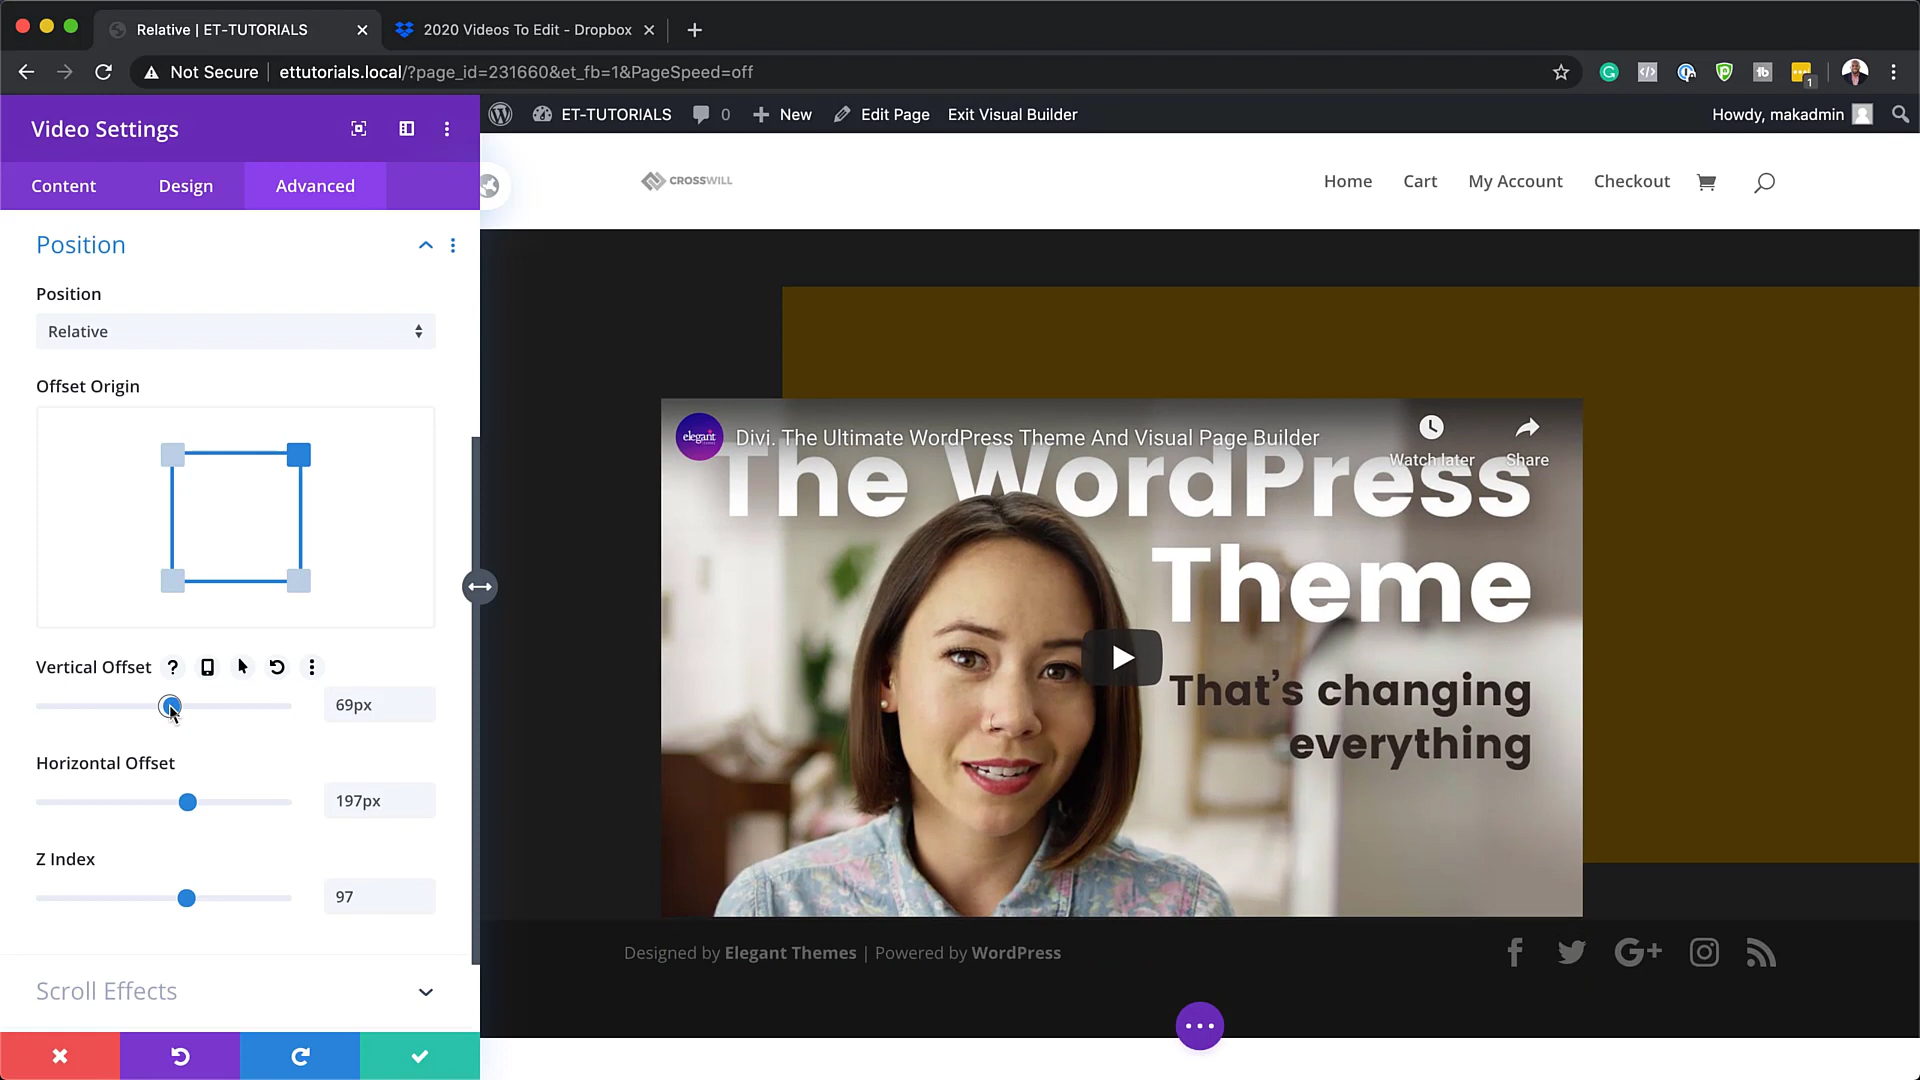 Relative | ET-TUTORIALS
2020 Videos To Edit - Dropbox
Not Secure | ettutorials.local/?page_id=231660&et_fb=1&PageSpeed=off
1
Video Settings
ET-TUTORIALS 0 New Edit Page Exit Visual Builder
Howdy, makadmin
Content Design Advanced
CROSSWILL
Home Cart My Account Checkout
Position
Position
Relative
Offset Origin
Vertical Offset ?
69px
Horizontal Offset
197px
Z Index
97
Scroll Effects
elegant
Divi. The Ultimate WordPress Theme And Visual Page Builder
Watch later
Share
The WordPress
Theme
That's changing
everything
Designed by Elegant Themes | Powered by WordPress